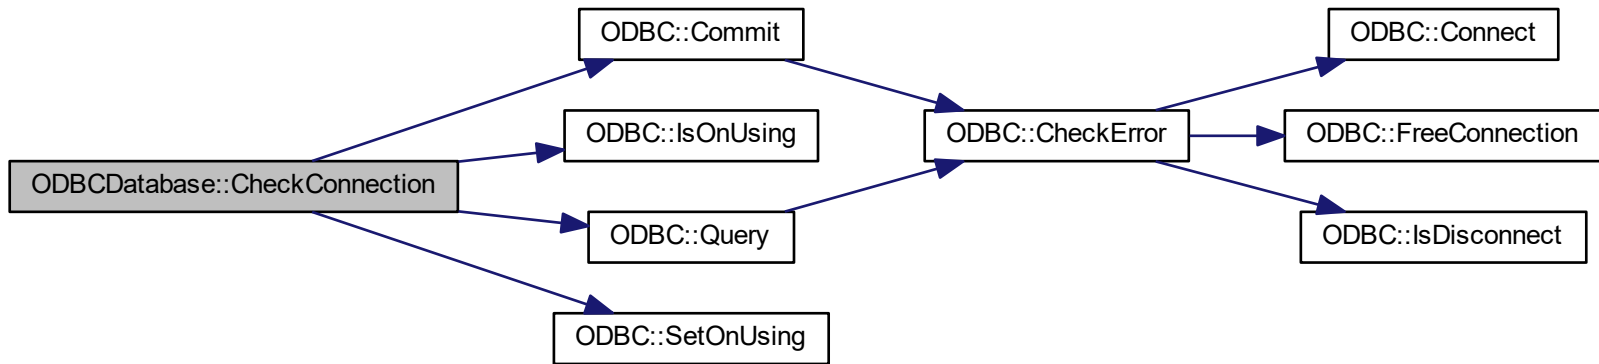 ODBCDatabase::CheckConnection
ODBC::Commit
ODBC::IsOnUsing
ODBC::Query
ODBC::SetOnUsing
ODBC::CheckError
ODBC::Connect
ODBC::FreeConnection
ODBC::IsDisconnect